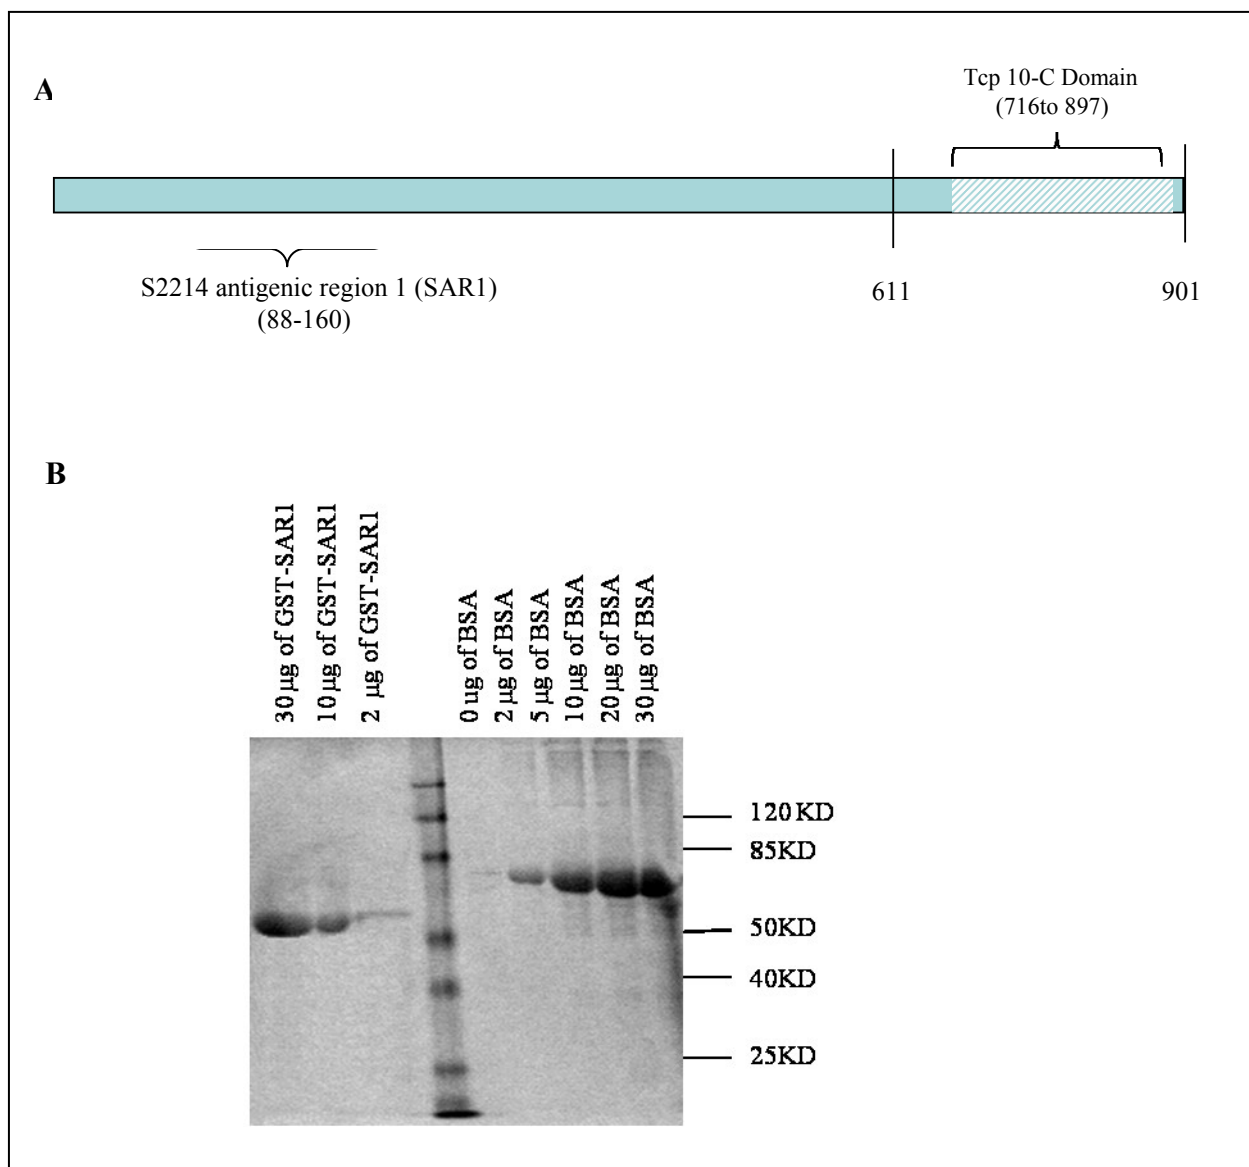 A
Tcp 10-C Domain
(716to 897)
S2214 antigenic region 1 (SAR1)
(88-160)
611
901
B
30 µg of GST-SAR1
10 µg of GST-SAR1
2 µg of GST-SAR1
0 ug of BSA
2 µg of BSA
5 µg of BSA
10 µg of BSA
20 µg of BSA
30 µg of BSA
120 KD
85KD
50KD
40KD
25KD